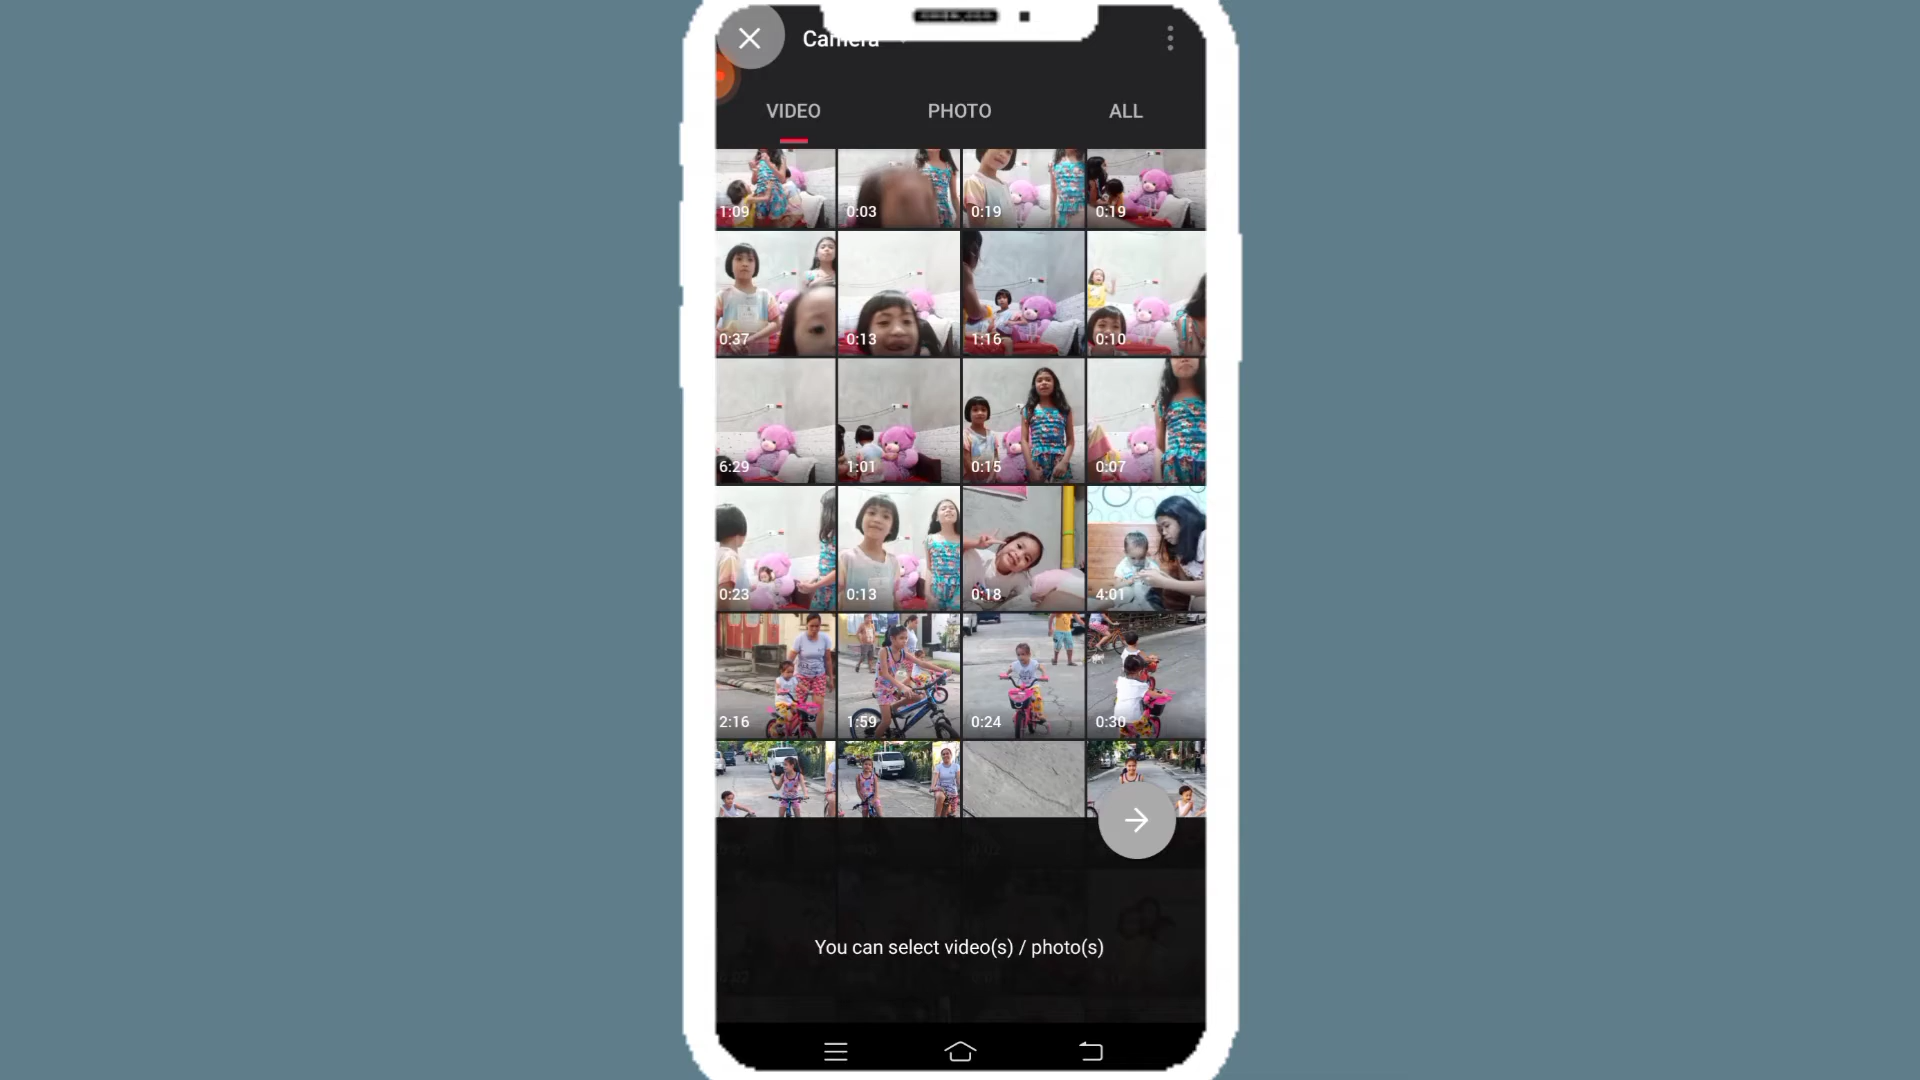 Camera
VIDEO PHOTO ALL
1:09 0:03 0:19 0:19
0:37 0:13 1:16 0:10
6:29 1:01 0:15 0:07
0:23 0:13 0:18 4:01
2:16 1:59 0:24 0:30
You can select video(s) / photo(s)